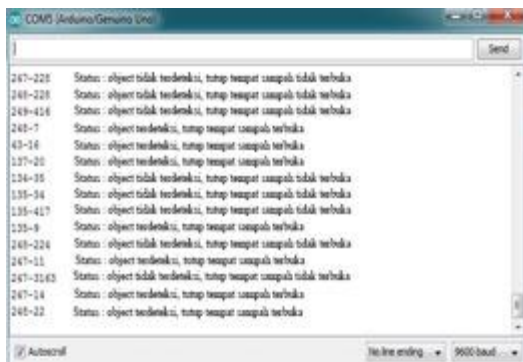 COM5 (Arduino/Genuino Uno)
Send
247-228 Status : object tidak terdeteksi, tutup tempat sampah tidak terbuka
248-228 Status : object tidak terdeteksi, tutup tempat sampah tidak terbuka
249-416 Status : object tidak terdeteksi, tutup tempat sampah tidak terbuka
248-7 Status : object terdeteksi, tutup tempat sampah terbuka
43-16 Status : object terdeteksi, tutup tempat sampah terbuka
137-20 Status : object terdeteksi, tutup tempat sampah terbuka
136-35 Status : object tidak terdeteksi, tutup tempat sampah tidak terbuka
135-34 Status : object tidak terdeteksi, tutup tempat sampah tidak terbuka
135-417 Status : object tidak terdeteksi, tutup tempat sampah tidak terbuka
135-9 Status : object terdeteksi, tutup tempat sampah terbuka
248-224 Status : object tidak terdeteksi, tutup tempat sampah tidak terbuka
247-11 Status : object terdeteksi, tutup tempat sampah terbuka
247-3163 Status : object tidak terdeteksi, tutup tempat sampah tidak terbuka
247-14 Status : object terdeteksi, tutup tempat sampah terbuka
248-22 Status : object terdeteksi, tutup tempat sampah terbuka
Autoscroll No line ending 9600 baud